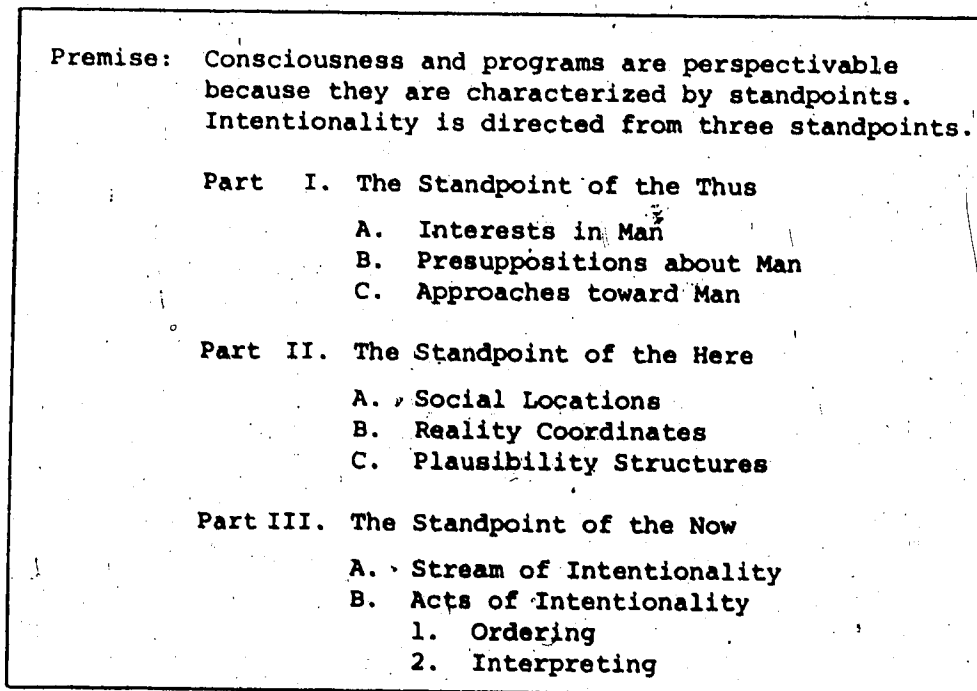 Premise: Consciousness and programs are perspectivable
because they are characterized by standpoints.
Intentionality is directed from three standpoints.
Part I. The Standpoint of the Thus
A. Interests in Man
B. Presuppositions about Man
C. Approaches toward Man
Part II. The Standpoint of the Here
A. Social Locations
B. Reality Coordinates
C. Plausibility Structures
Part III. The Standpoint of the Now
A. Stream of Intentionality
B. Acts of Intentionality
1. Ordering
2. Interpreting